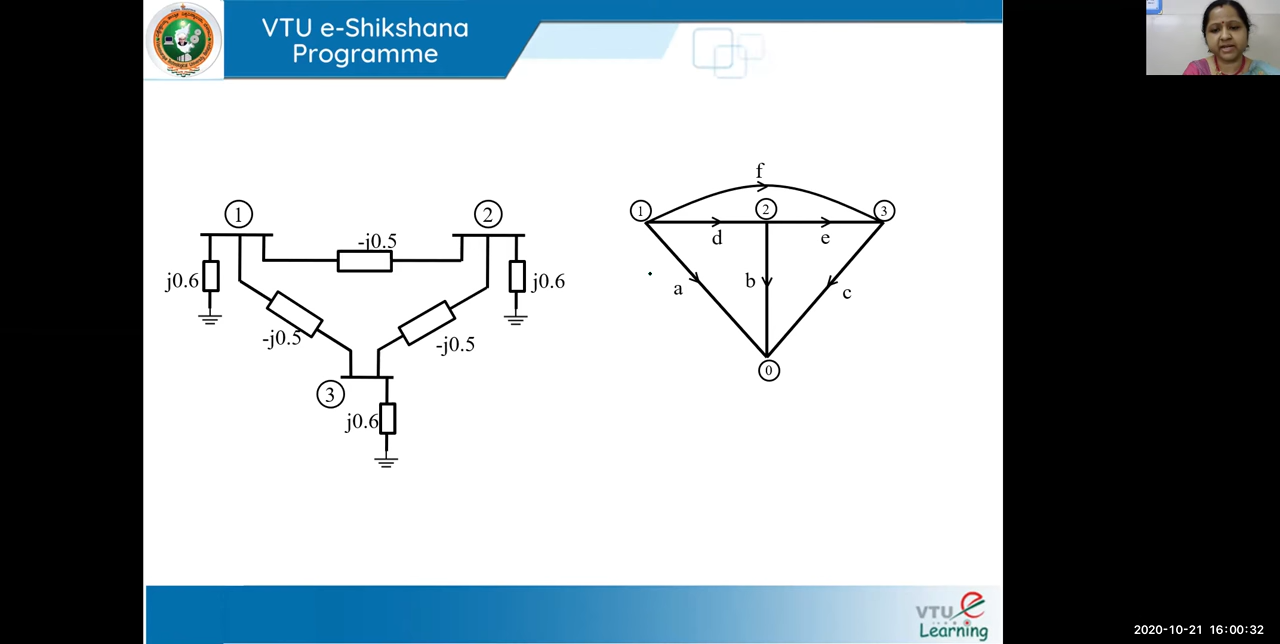 VTU e-Shikshana
Programme
1
2
-j0.5
j0.6
j0.6
-j0.5
-j0.5
3
j0.6
f
1
2
3
d
e
a
b
c
0
VTU e
Learning
2020-10-21 16:00:32